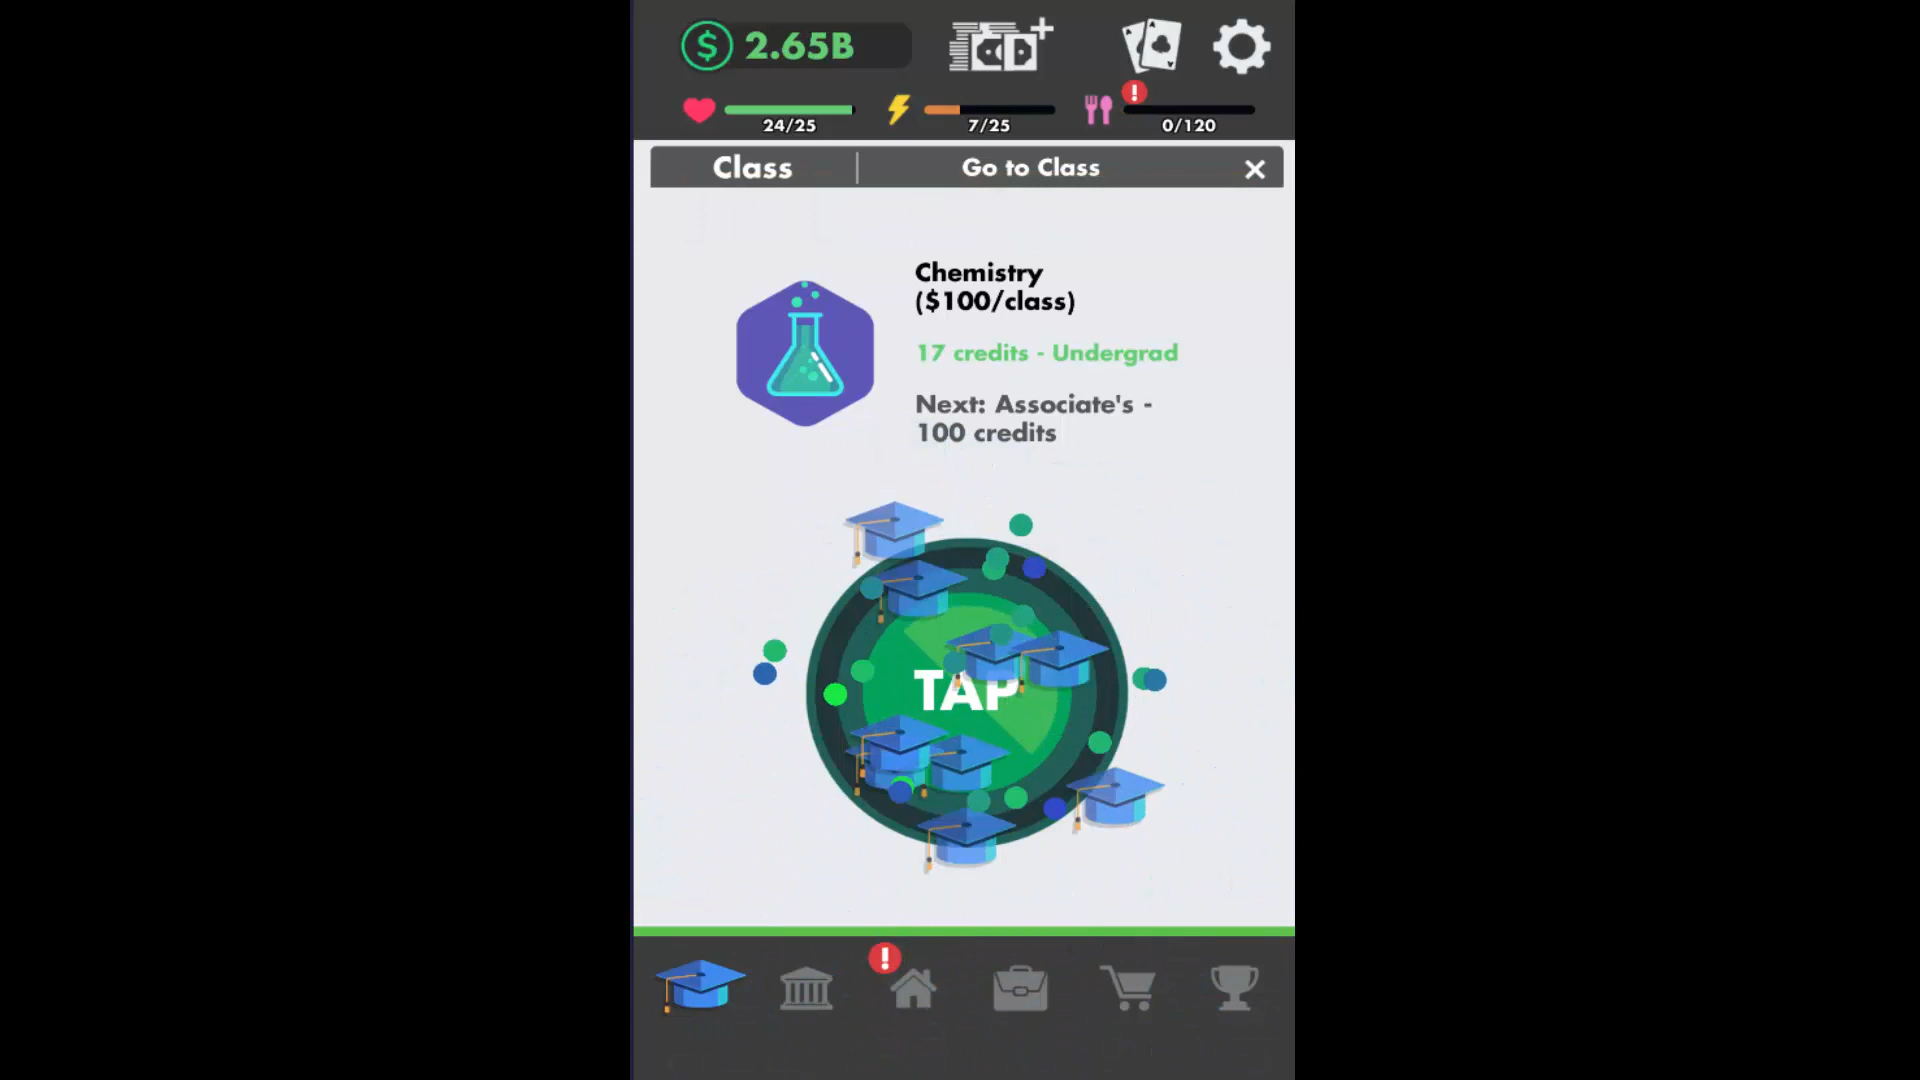 $ 2.65B
24/25
7/25
!
0/120
Class
Go to Class
Chemistry
($100/class)
17 credits - Undergrad
Next: Associate's -
100 credits
TAP
!